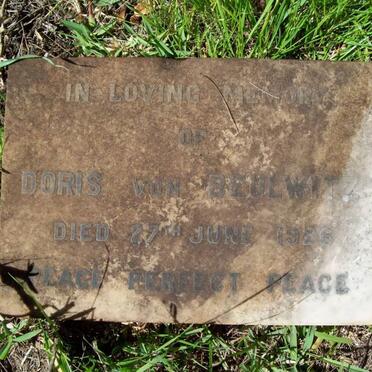 IN LOVING MEMORY
OF
DORIS VON BEULWITZ
DIED 27TH JUNE 1926
PEACE PERFECT PEACE